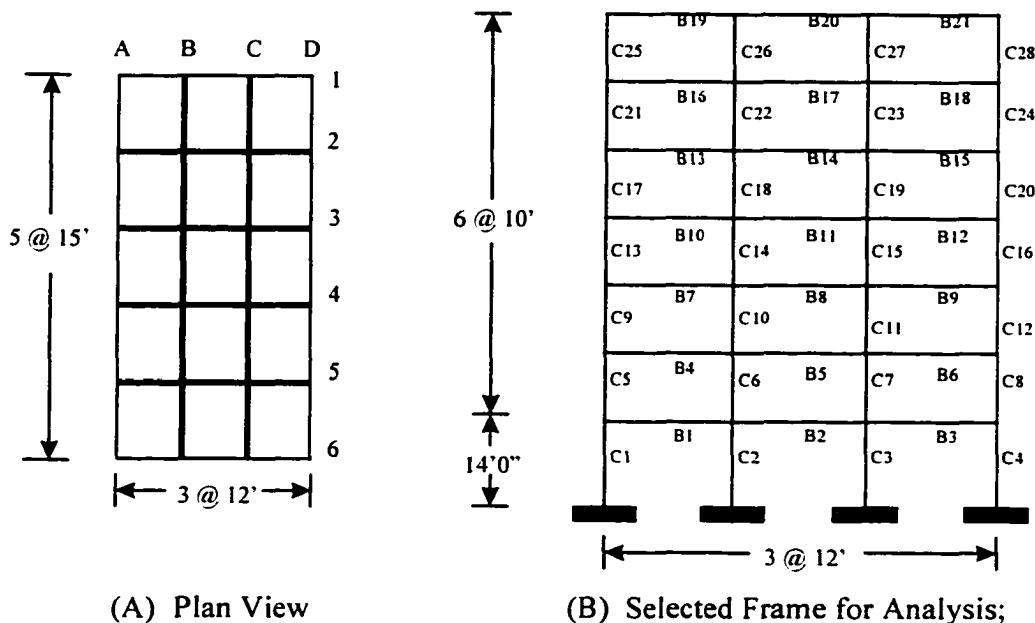 A B C D
1
2
3
4
5
6
5 @ 15'
3 @ 12'
(A) Plan View
B19 B20 B21
C25 C26 C27 C28
B16 B17 B18
C21 C22 C23 C24
B13 B14 B15
C17 C18 C19 C20
B10 B11 B12
C13 C14 C15 C16
B7 B8 B9
C9 C10 C11 C12
B4 B5 B6
C5 C6 C7 C8
B1 B2 B3
C1 C2 C3 C4
6 @ 10'
14'0"
3 @ 12'
(B) Selected Frame for Analysis;